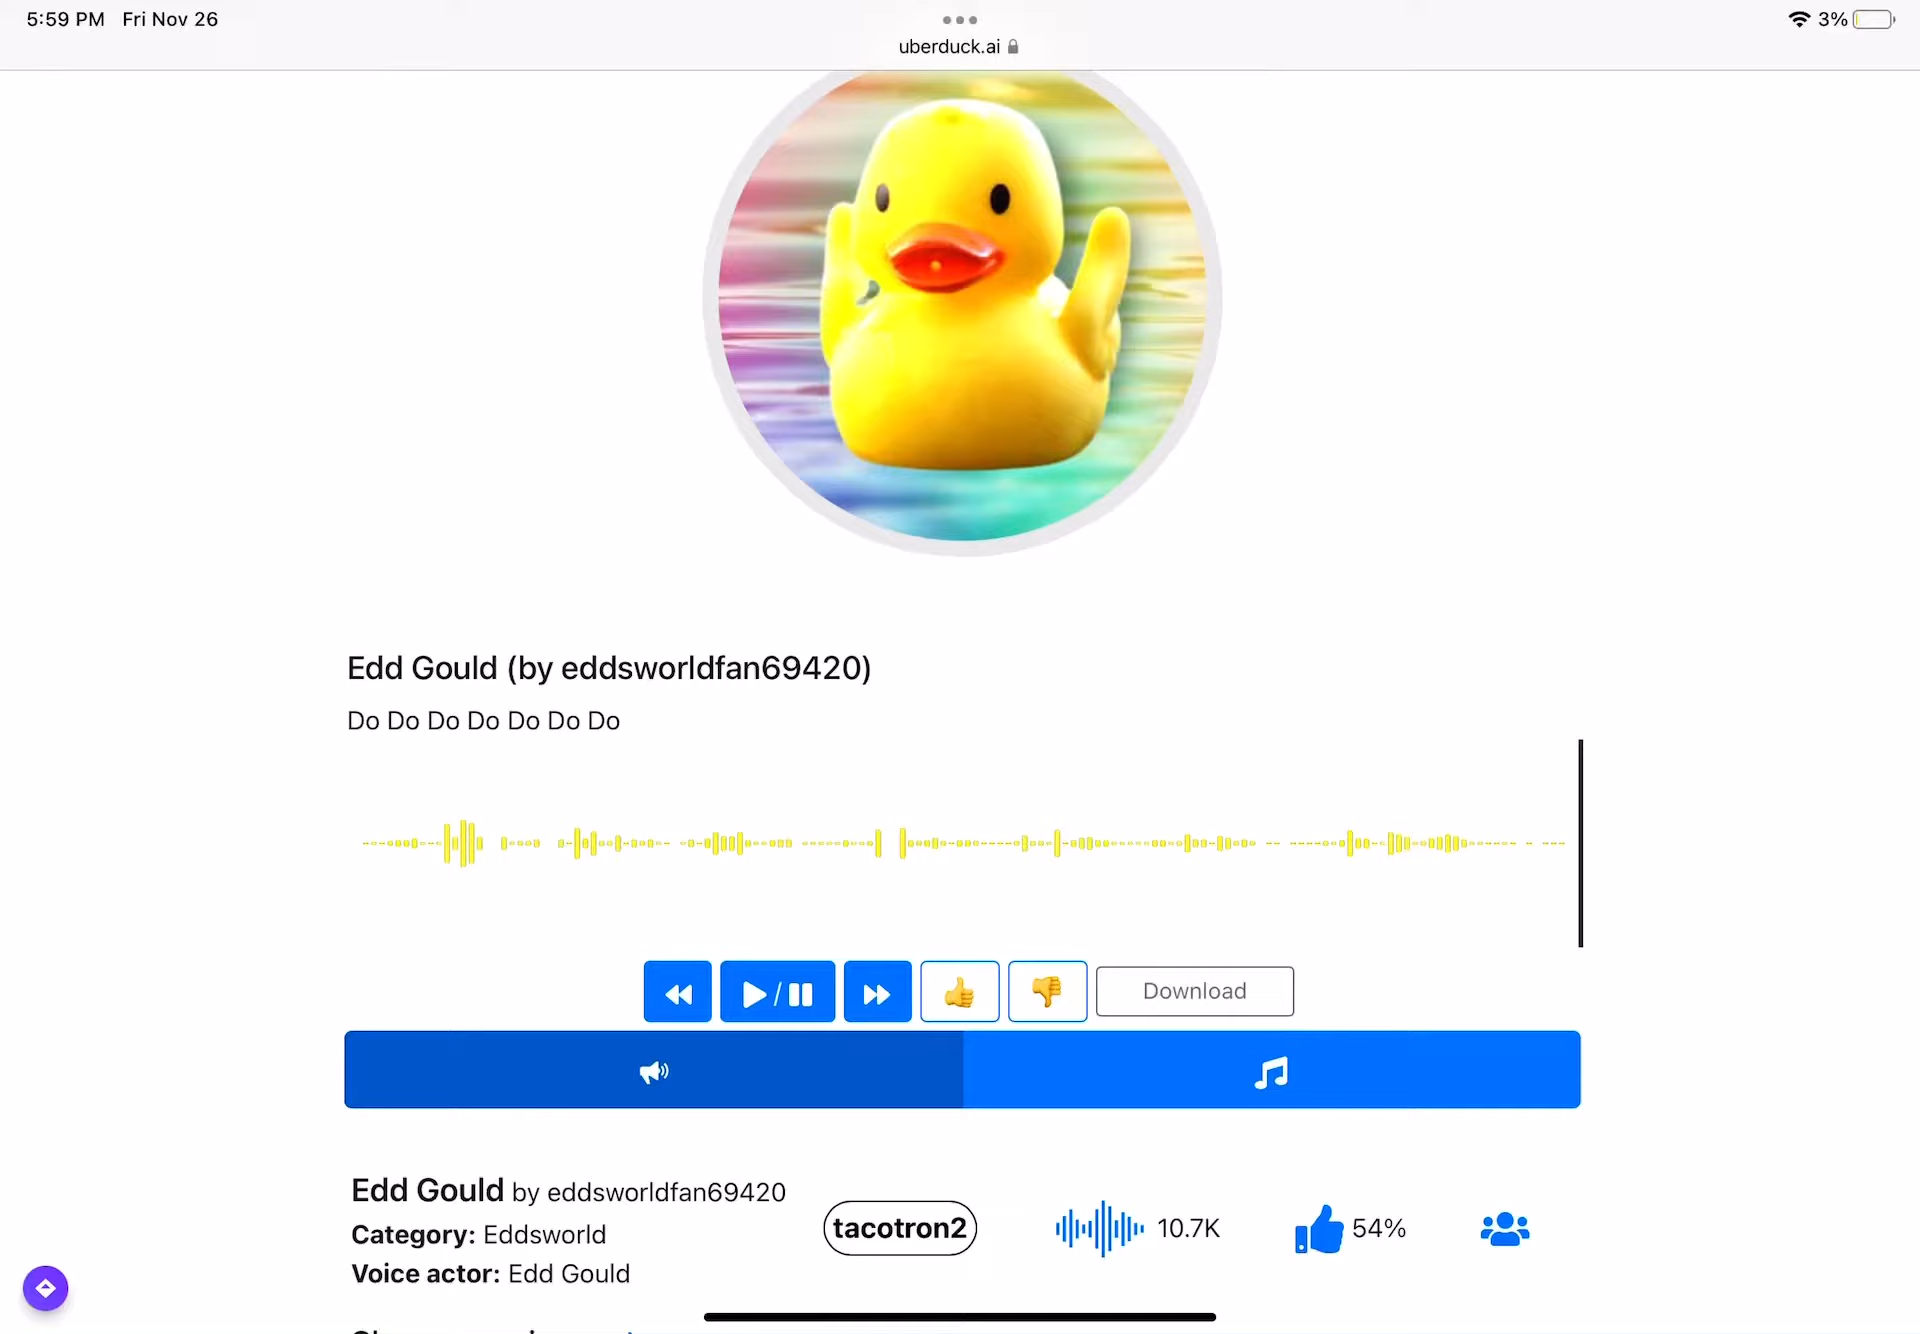 5:59 PM Fri Nov 26
3%
uberduck.ai
Edd Gould (by eddsworldfan69420)
Do Do Do Do Do Do Do
Download
Edd Gould by eddsworldfan69420
Category: Eddsworld
Voice actor: Edd Gould
tacotron2
10.7K
54%